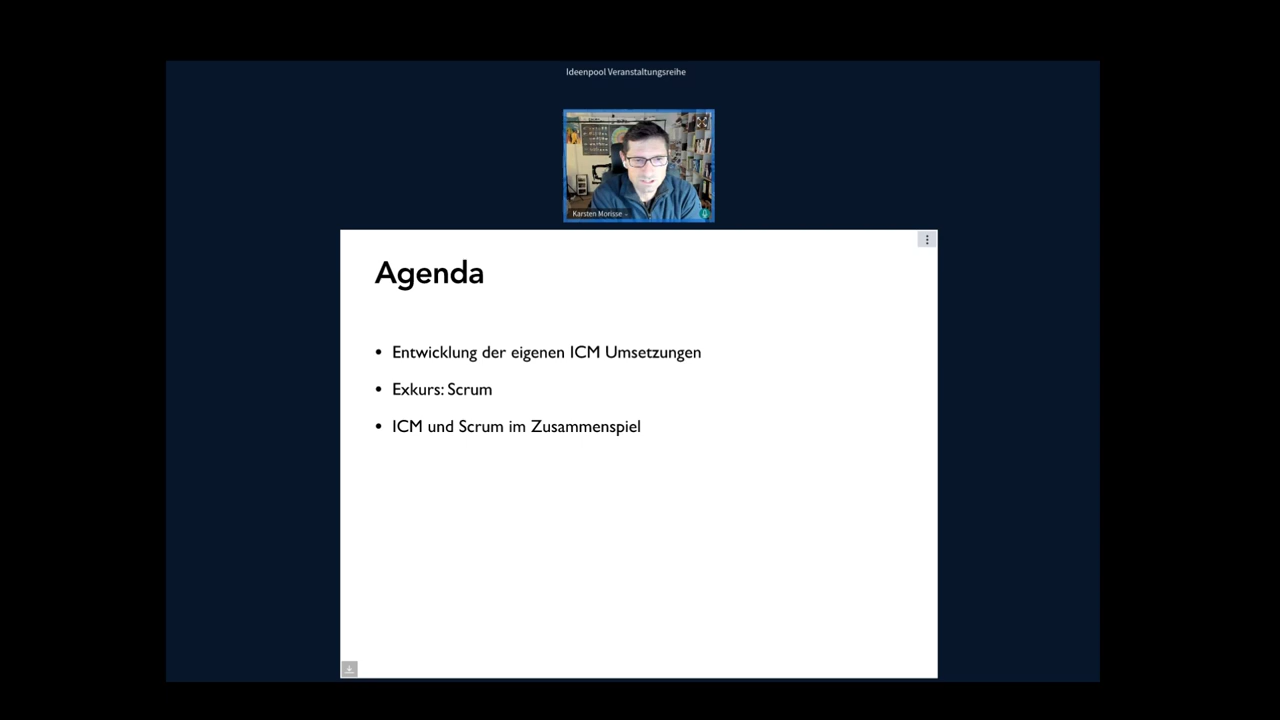 Ideenpool Veranstaltungsreihe
Karsten Morisse
Agenda
• Entwicklung der eigenen ICM Umsetzungen
• Exkurs: Scrum
• ICM und Scrum im Zusammenspiel